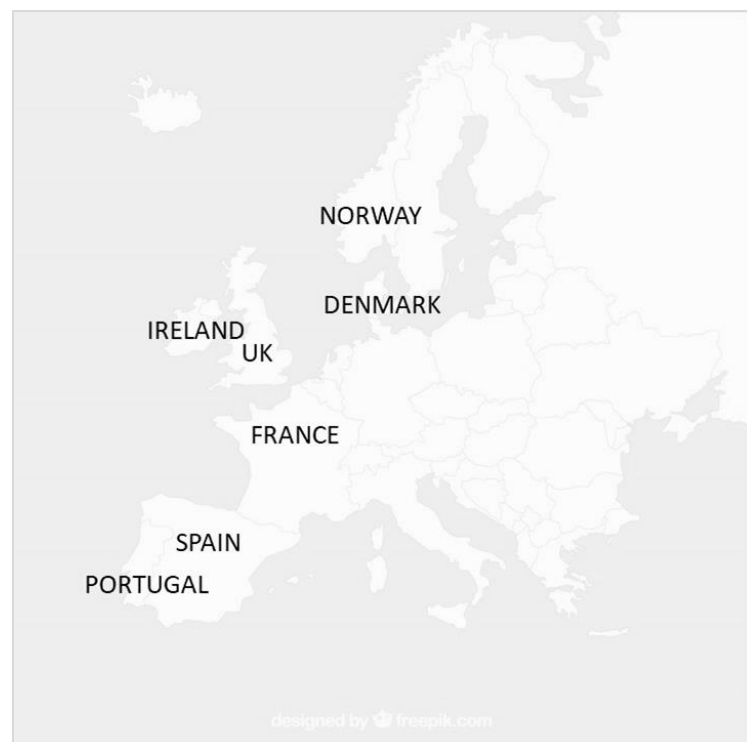 NORWAY
DENMARK
IRELAND
UK
FRANCE
SPAIN
PORTUGAL
designed by freepik.com